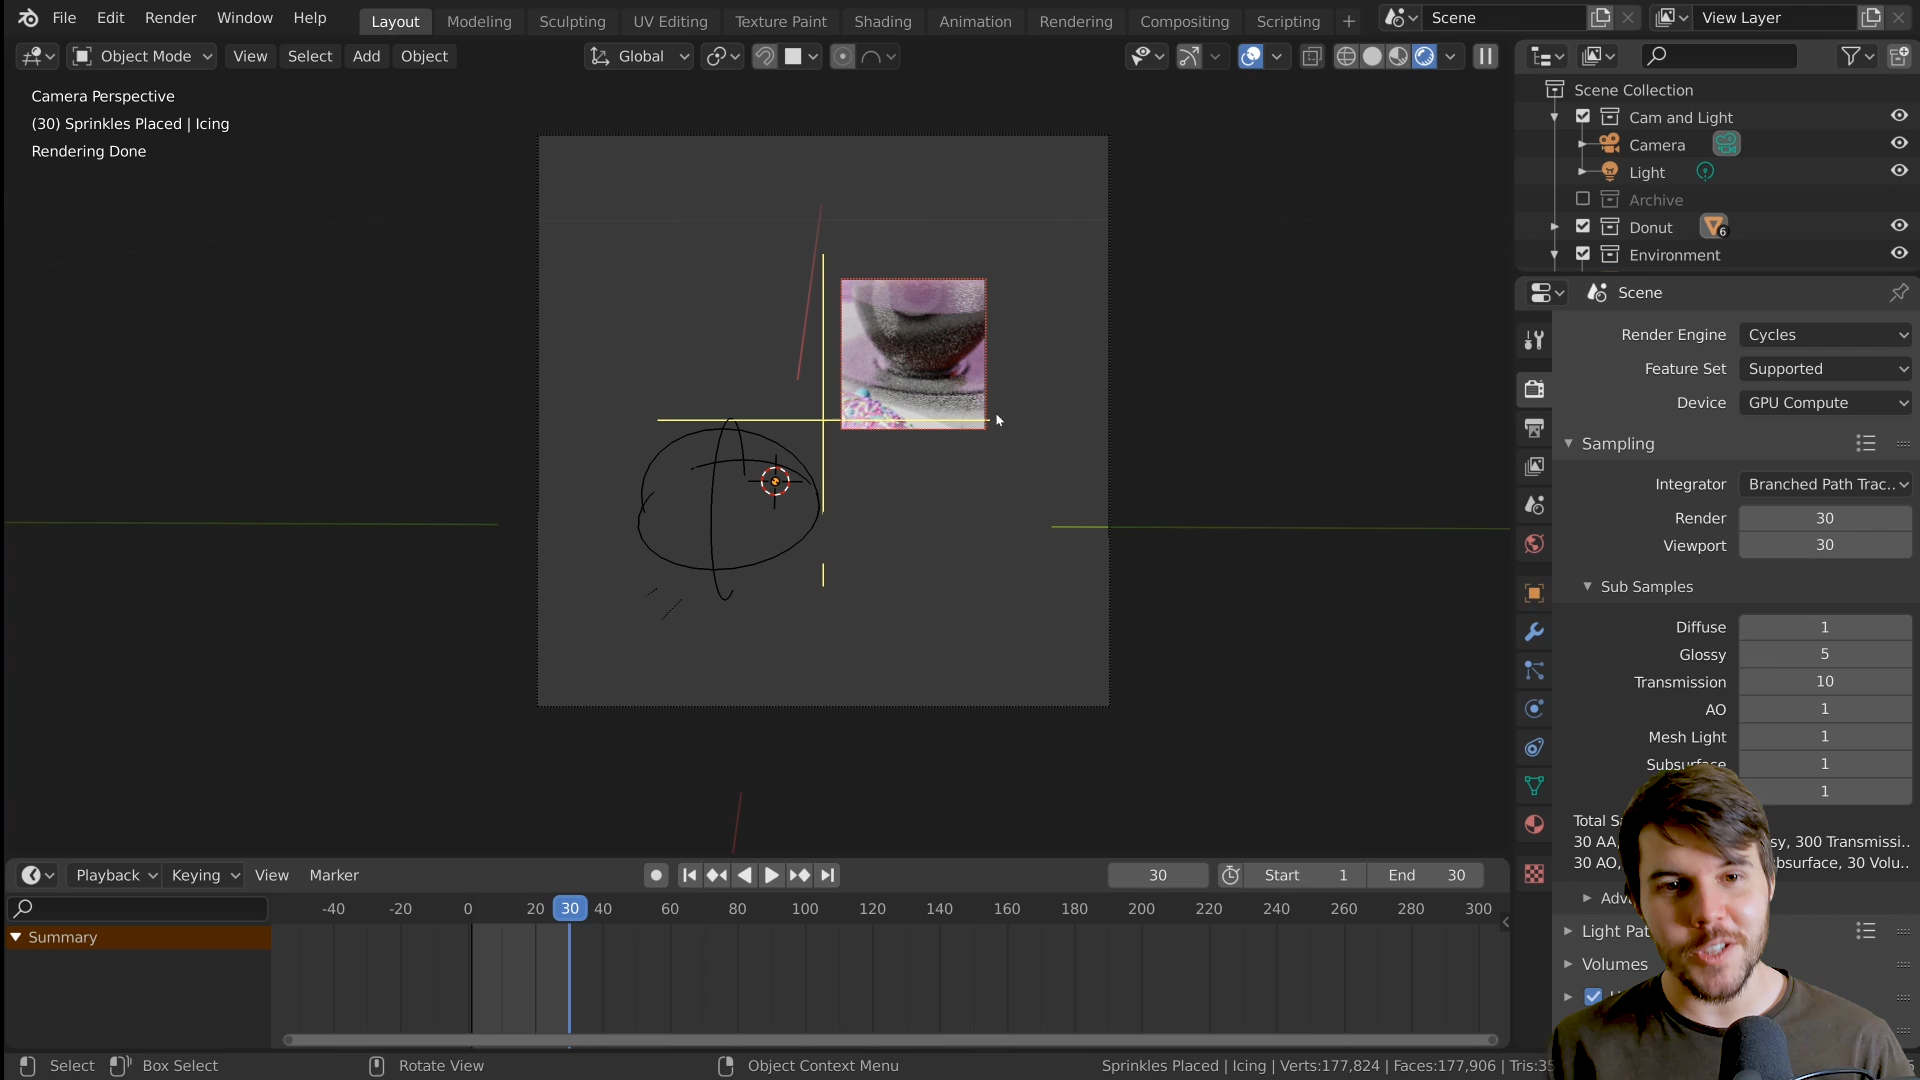 File Edit Render Window Help Layout Modeling Sculpting UV Editing Texture Paint Shading Animation Rendering Compositing Scripting + Scene View Layer
Object Mode View Select Add Object Global
Camera Perspective
(30) Sprinkles Placed | Icing
Rendering Done
Scene Collection
Cam and Light
Camera
Light
Archive
Donut 6
Environment
Scene
Render Engine Cycles
Feature Set Supported
Device GPU Compute
Sampling
Integrator Branched Path Trac..
Render 30
Viewport 30
Sub Samples
Diffuse 1
Glossy 5
Transmission 10
AO 1
Mesh Light 1
Subsurface 1
1
Total Sa
30 AA, sy, 300 Transmissi..
30 AO, bsurface, 30 Volu..
Adv
Light Pat
Volumes
Playback Keying View Marker 30 Start 1 End 30
-40 -20 0 20 30 40 60 80 100 120 140 160 180 200 220 240 260 280 300
Summary
Select Box Select Rotate View Object Context Menu Sprinkles Placed | Icing | Verts:177,824 | Faces:177,906 | Tris:35